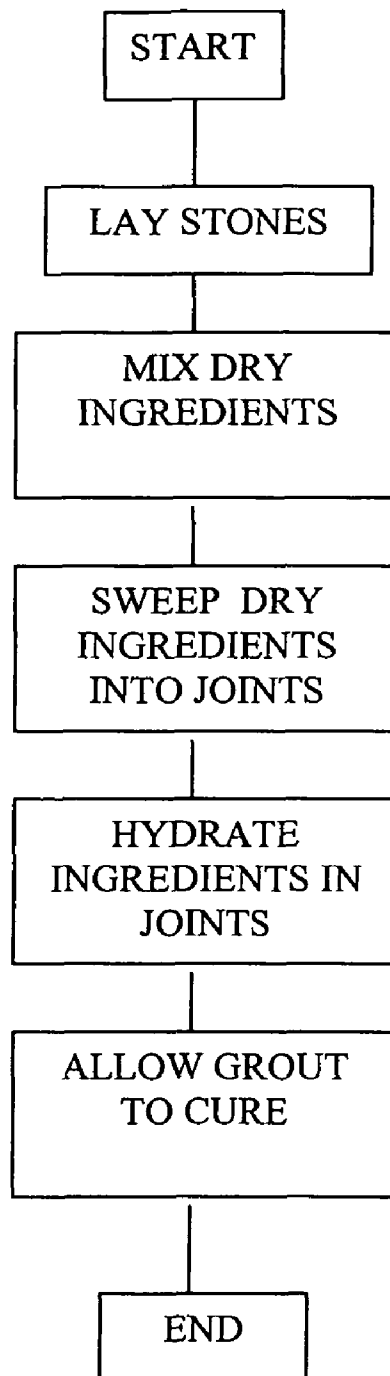 START
LAY STONES
MIX DRY
INGREDIENTS
SWEEP DRY
INGREDIENTS
INTO JOINTS
HYDRATE
INGREDIENTS IN
JOINTS
ALLOW GROUT
TO CURE
END